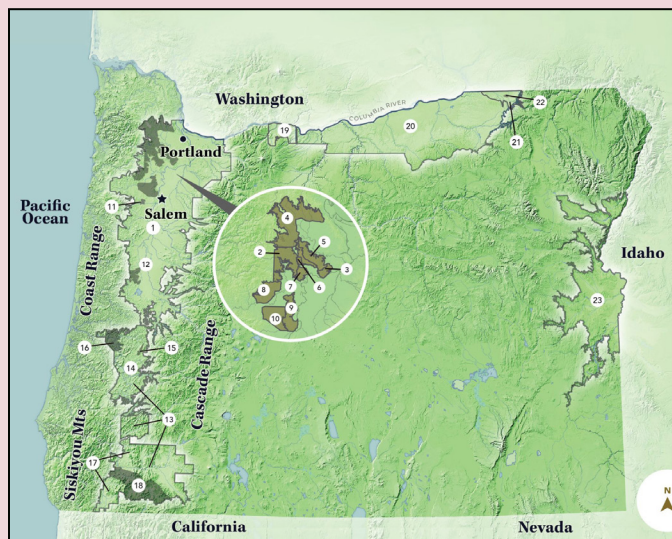 Washington
COLUMBIA RIVER
22
19
20
21
Portland
Pacific
Ocean
11
Salem
1
4
Idaho
Coast Range
2
5
3
12
7
6
8
9
23
10
16
15
14
Cascade Range
13
Siskiyou Mts
17
18
N
California
Nevada